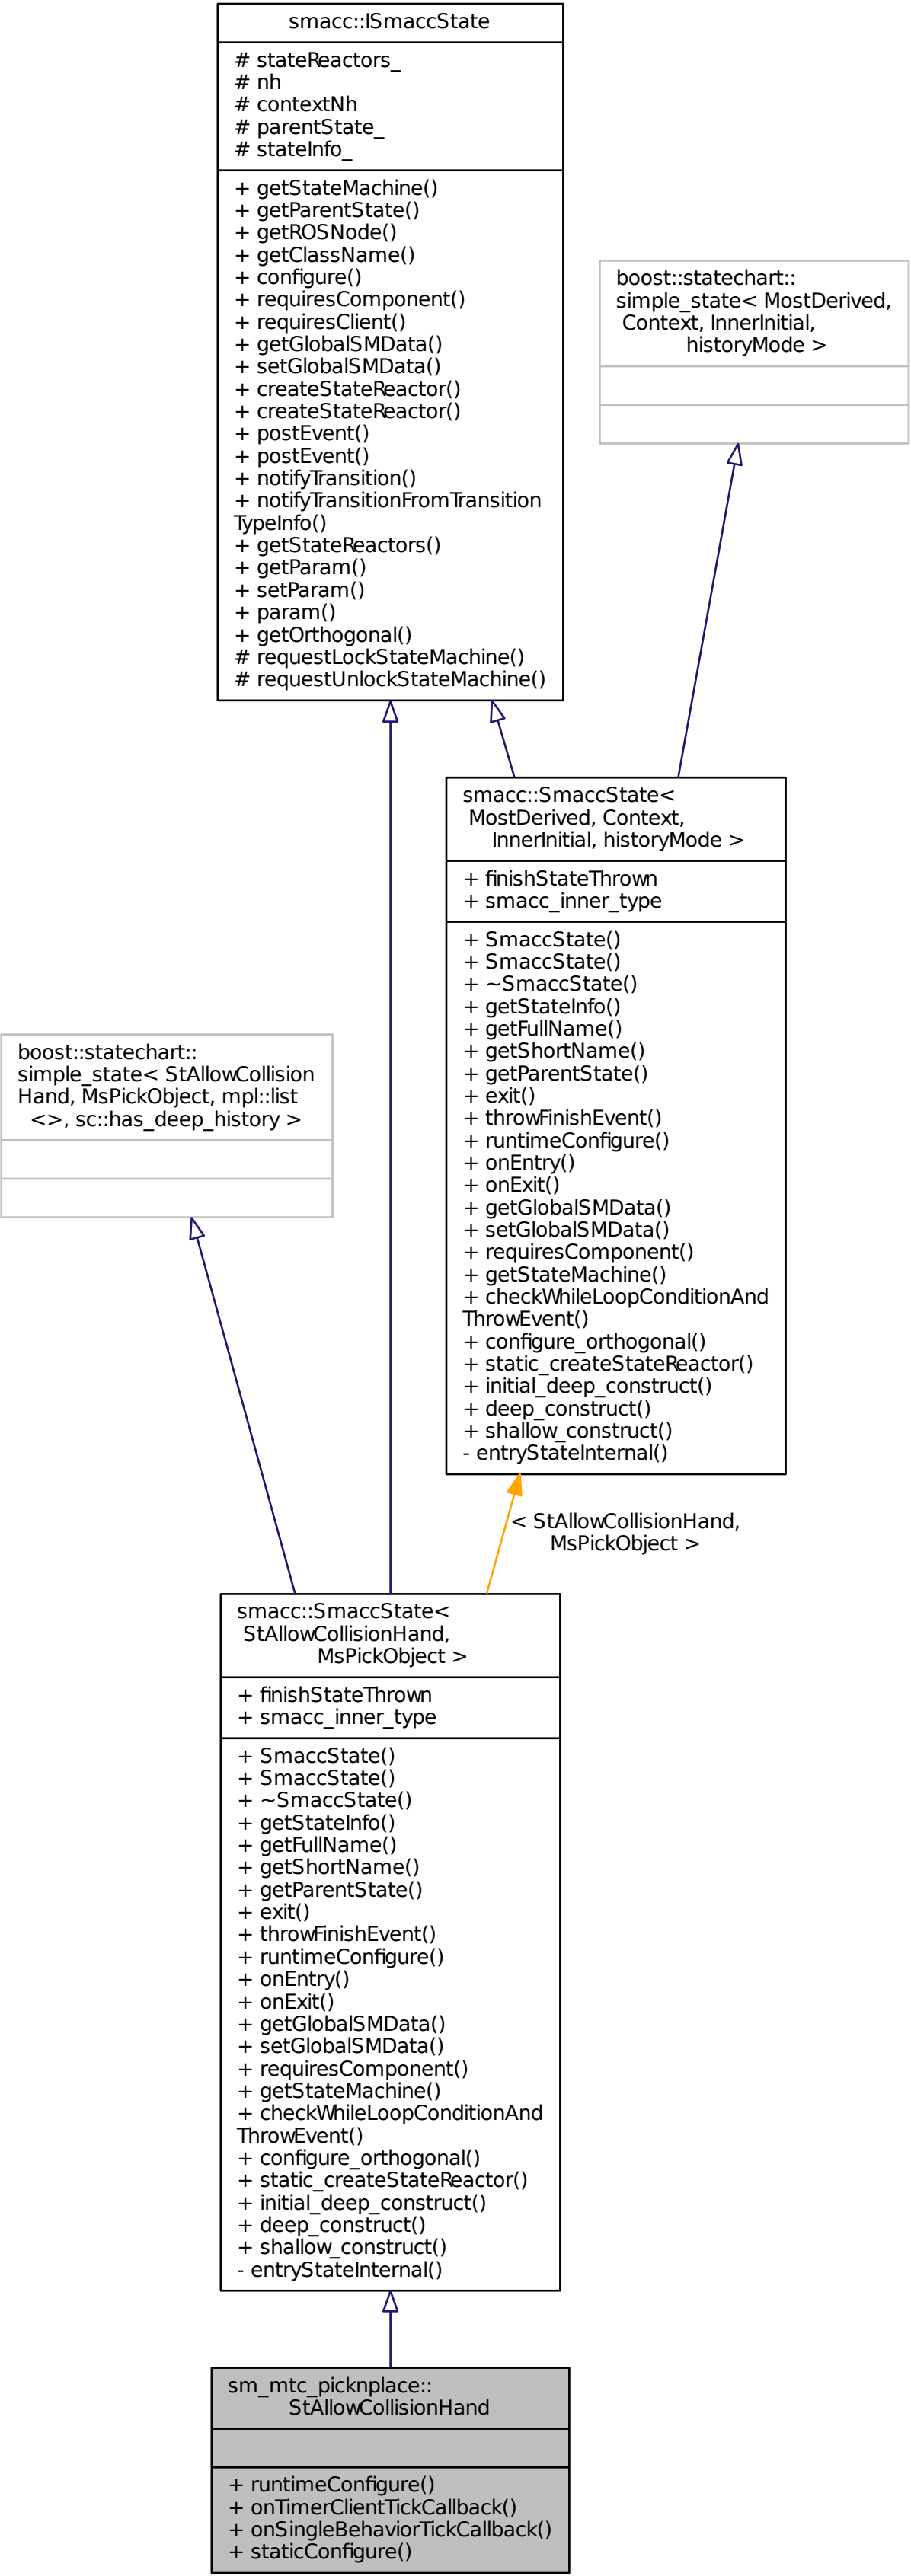 smacc::ISmaccState
# stateReactors_
# nh
# contextNh
# parentState_
# stateInfo_
+ getStateMachine()
+ getParentState()
+ getROSNode()
+ getClassName()
+ configure()
+ requiresComponent()
+ requiresClient()
+ getGlobalSMData()
+ setGlobalSMData()
+ createStateReactor()
+ createStateReactor()
+ postEvent()
+ postEvent()
+ notifyTransition()
+ notifyTransitionFromTransition
TypeInfo()
+ getStateReactors()
+ getParam()
+ setParam()
+ param()
+ getOrthogonal()
# requestLockStateMachine()
# requestUnlockStateMachine()
boost::statechart::
simple_state< MostDerived,
Context, InnerInitial,
historyMode >
smacc::SmaccState<
MostDerived, Context,
InnerInitial, historyMode >
+ finishStateThrown
+ smacc_inner_type
+ SmaccState()
+ SmaccState()
+ ~SmaccState()
+ getStateInfo()
+ getFullName()
+ getShortName()
+ getParentState()
+ exit()
+ throwFinishEvent()
+ runtimeConfigure()
+ onEntry()
+ onExit()
+ getGlobalSMData()
+ setGlobalSMData()
+ requiresComponent()
+ getStateMachine()
+ checkWhileLoopConditionAnd
ThrowEvent()
+ configure_orthogonal()
+ static_createStateReactor()
+ initial_deep_construct()
+ deep_construct()
+ shallow_construct()
- entryStateInternal()
boost::statechart::
simple_state< StAllowCollision
Hand, MsPickObject, mpl::list
<>, sc::has_deep_history >
< StAllowCollisionHand,
MsPickObject >
smacc::SmaccState<
StAllowCollisionHand,
MsPickObject >
+ finishStateThrown
+ smacc_inner_type
+ SmaccState()
+ SmaccState()
+ ~SmaccState()
+ getStateInfo()
+ getFullName()
+ getShortName()
+ getParentState()
+ exit()
+ throwFinishEvent()
+ runtimeConfigure()
+ onEntry()
+ onExit()
+ getGlobalSMData()
+ setGlobalSMData()
+ requiresComponent()
+ getStateMachine()
+ checkWhileLoopConditionAnd
ThrowEvent()
+ configure_orthogonal()
+ static_createStateReactor()
+ initial_deep_construct()
+ deep_construct()
+ shallow_construct()
- entryStateInternal()
sm_mtc_picknplace::
StAllowCollisionHand
+ runtimeConfigure()
+ onTimerClientTickCallback()
+ onSingleBehaviorTickCallback()
+ staticConfigure()